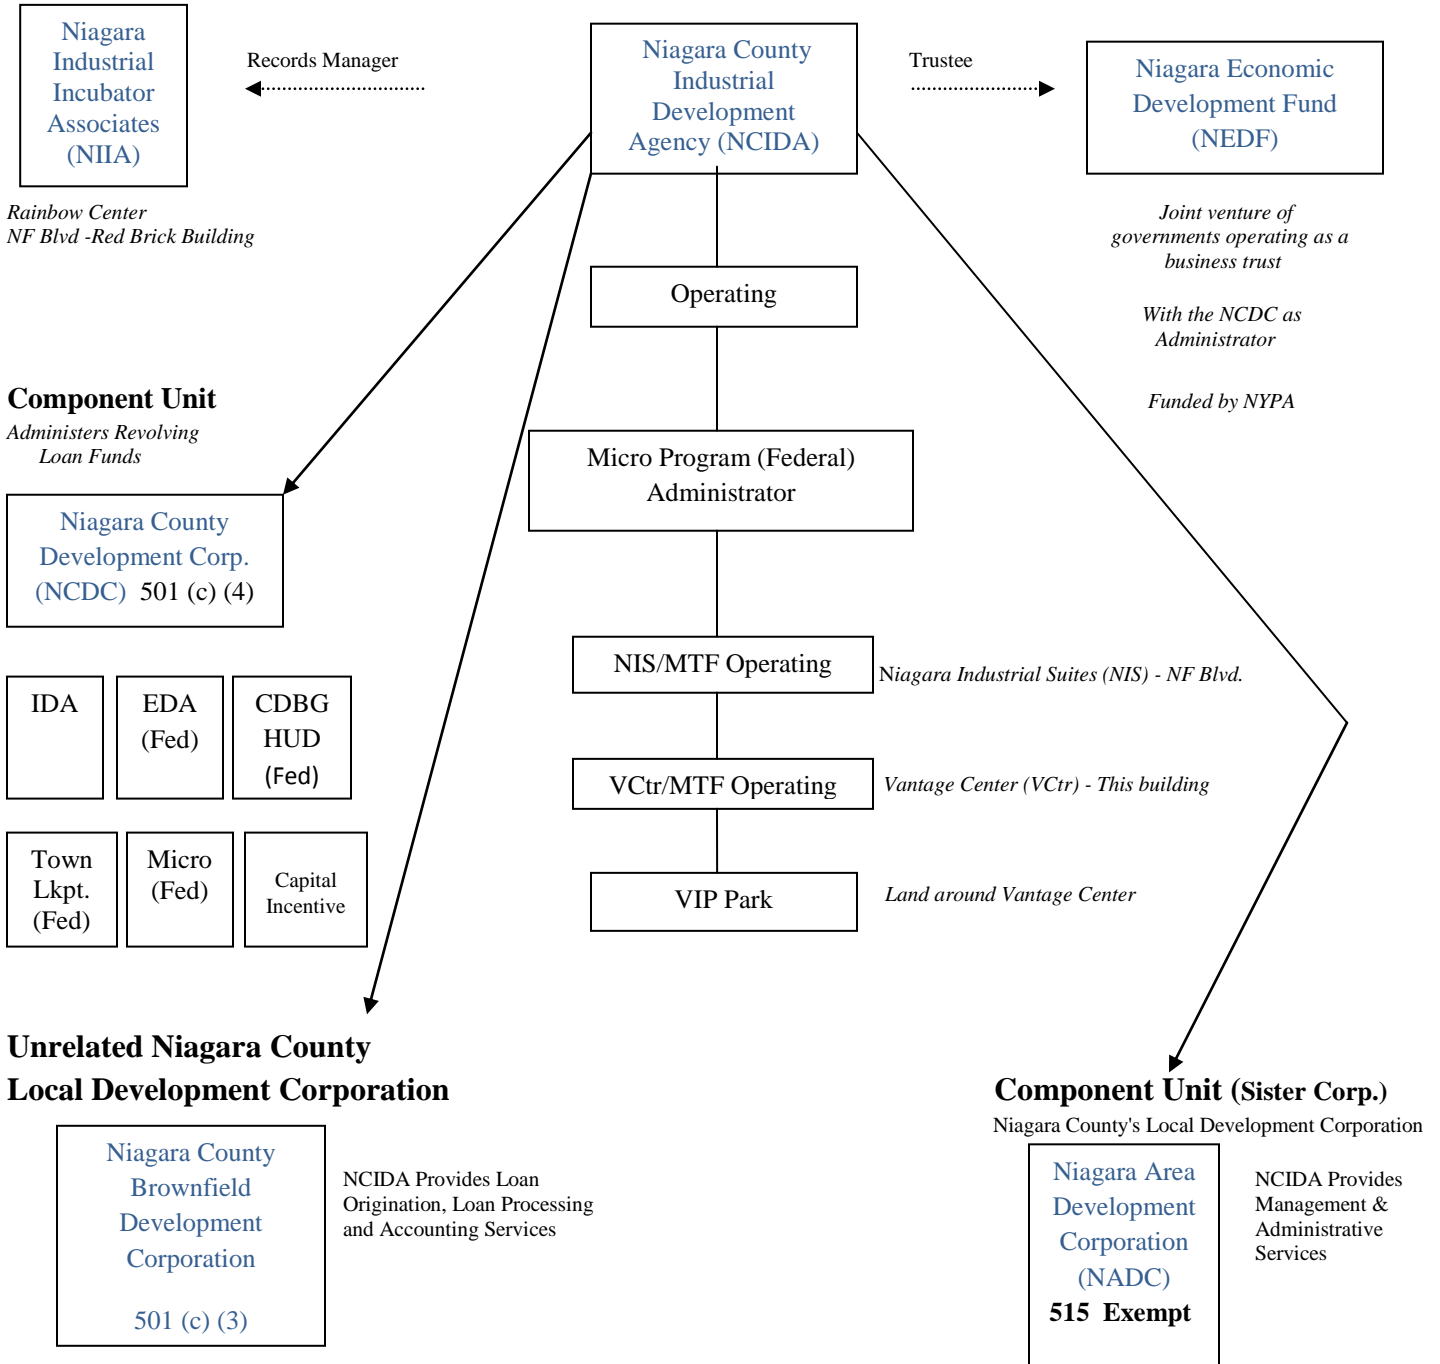 Niagara
Industrial
Incubator
Associates
(NIIA)
Records Manager
Niagara County
Industrial
Development
Agency (NCIDA)
Trustee
Niagara Economic
Development Fund
(NEDF)
Rainbow Center
NF Blvd -Red Brick Building
Joint venture of
governments operating as a
business trust
With the NCDC as
Administrator
Funded by NYPA
Operating
Component Unit
Administers Revolving
Loan Funds
Micro Program (Federal)
Administrator
Niagara County
Development Corp.
(NCDC) 501 (c) (4)
NIS/MTF Operating
Niagara Industrial Suites (NIS) - NF Blvd.
IDA
EDA
(Fed)
CDBG
HUD
(Fed)
VCtr/MTF Operating
Vantage Center (VCtr) - This building
Town
Lkpt.
(Fed)
Micro
(Fed)
Capital
Incentive
VIP Park
Land around Vantage Center
Unrelated Niagara County
Local Development Corporation
Niagara County
Brownfield
Development
Corporation
501 (c) (3)
NCIDA Provides Loan
Origination, Loan Processing
and Accounting Services
Component Unit (Sister Corp.)
Niagara County's Local Development Corporation
Niagara Area
Development
Corporation
(NADC)
515 Exempt
NCIDA Provides
Management &
Administrative
Services